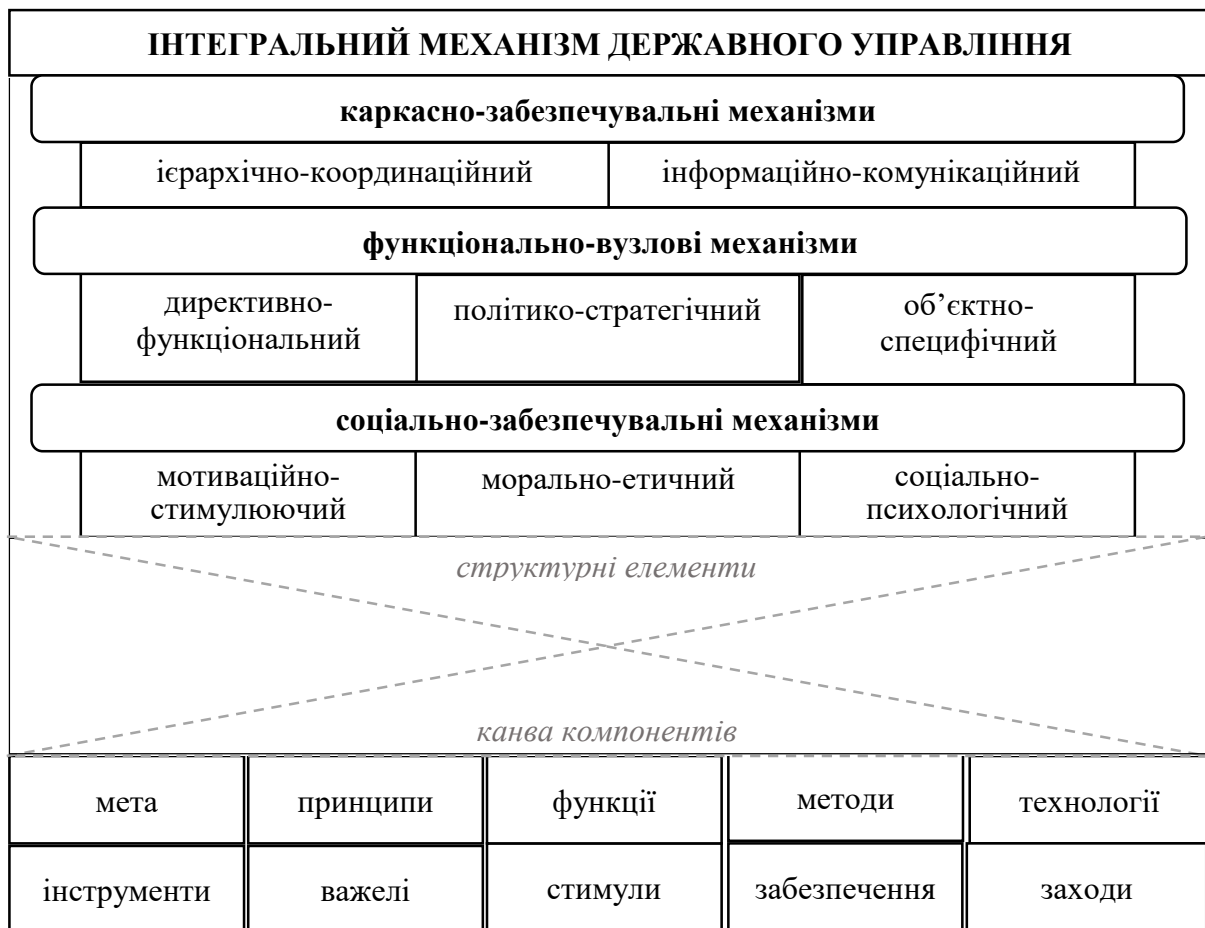 ІНТЕГРАЛЬНИЙ МЕХАНІЗМ ДЕРЖАВНОГО УПРАВЛІННЯ
каркасно-забезпечувальні механізми
ієрархічно-координаційний
інформаційно-комунікаційний
функціонально-вузлові механізми
директивно-
функціональний
політико-стратегічний
об’єктно-
специфічний
соціально-забезпечувальні механізми
мотиваційно-
стимулюючий
морально-етичний
соціально-
психологічний
структурні елементи
канва компонентів
мета
принципи
функції
методи
технології
інструменти
важелі
стимули
забезпечення
заходи